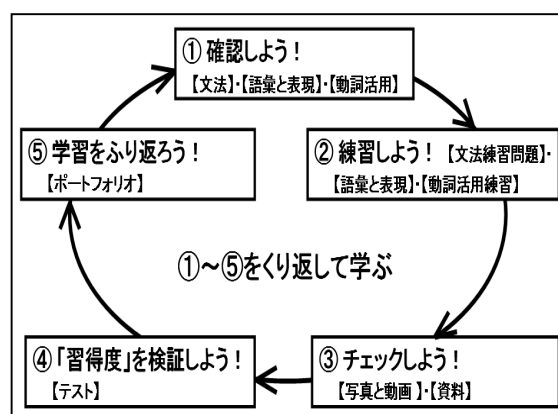 ① 確認しよう！
【文法】・【語彙と表現】・【動詞活用】
② 練習しよう！【文法練習問題】・
【語彙と表現】・【動詞活用練習】
③ チェックしよう！
【写真と動画 】・【資料】
④ 「習得度」を検証しよう！
【テスト】
⑤ 学習をふり返ろう！
【ポートフォリオ】
①～⑤をくり返して学ぶ